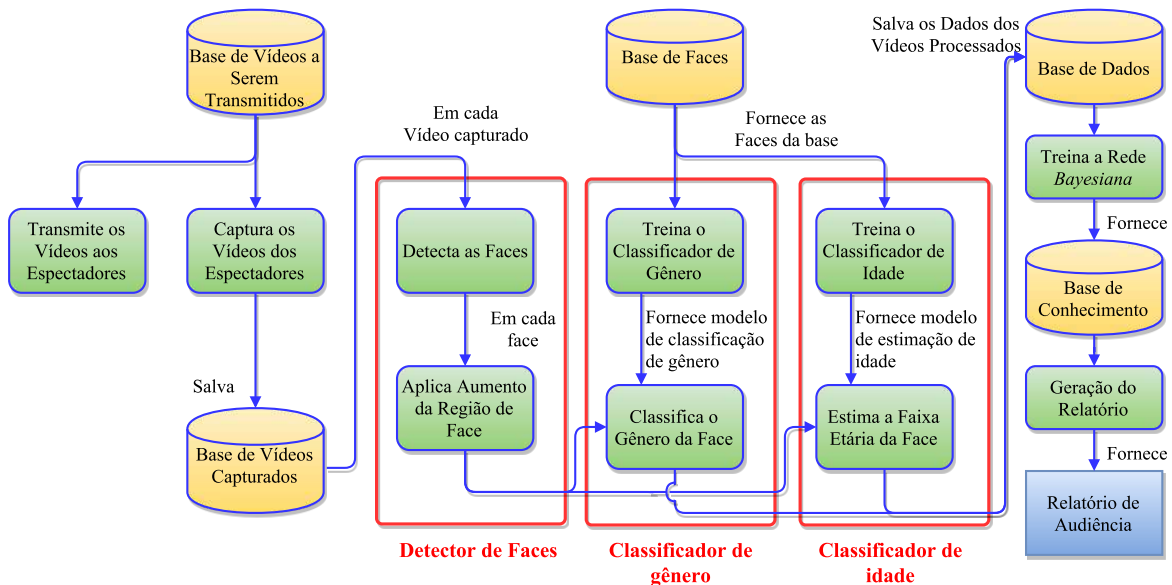 Base de Vídeos a
Serem
Transmitidos
Transmite os
Vídeos aos
Espectadores
Captura os
Vídeos dos
Espectadores
Salva
Base de Vídeos
Capturados
Em cada
Vídeo capturado
Detecta as Faces
Em cada
face
Aplica Aumento
da Região de
Face
Detector de Faces
Base de Faces
Fornece as
Faces da base
Treina o
Classificador de
Gênero
Fornece modelo
de classificação
de gênero
Classifica o
Gênero da Face
Classificador de
gênero
Treina o
Classificador de
Idade
Fornece modelo
de estimação de
idade
Estima a Faixa
Etária da Face
Classificador de
idade
Salva os Dados dos
Vídeos Processados
Base de Dados
Treina a Rede
Bayesiana
Fornece
Base de
Conhecimento
Geração do
Relatório
Fornece
Relatório de
Audiência